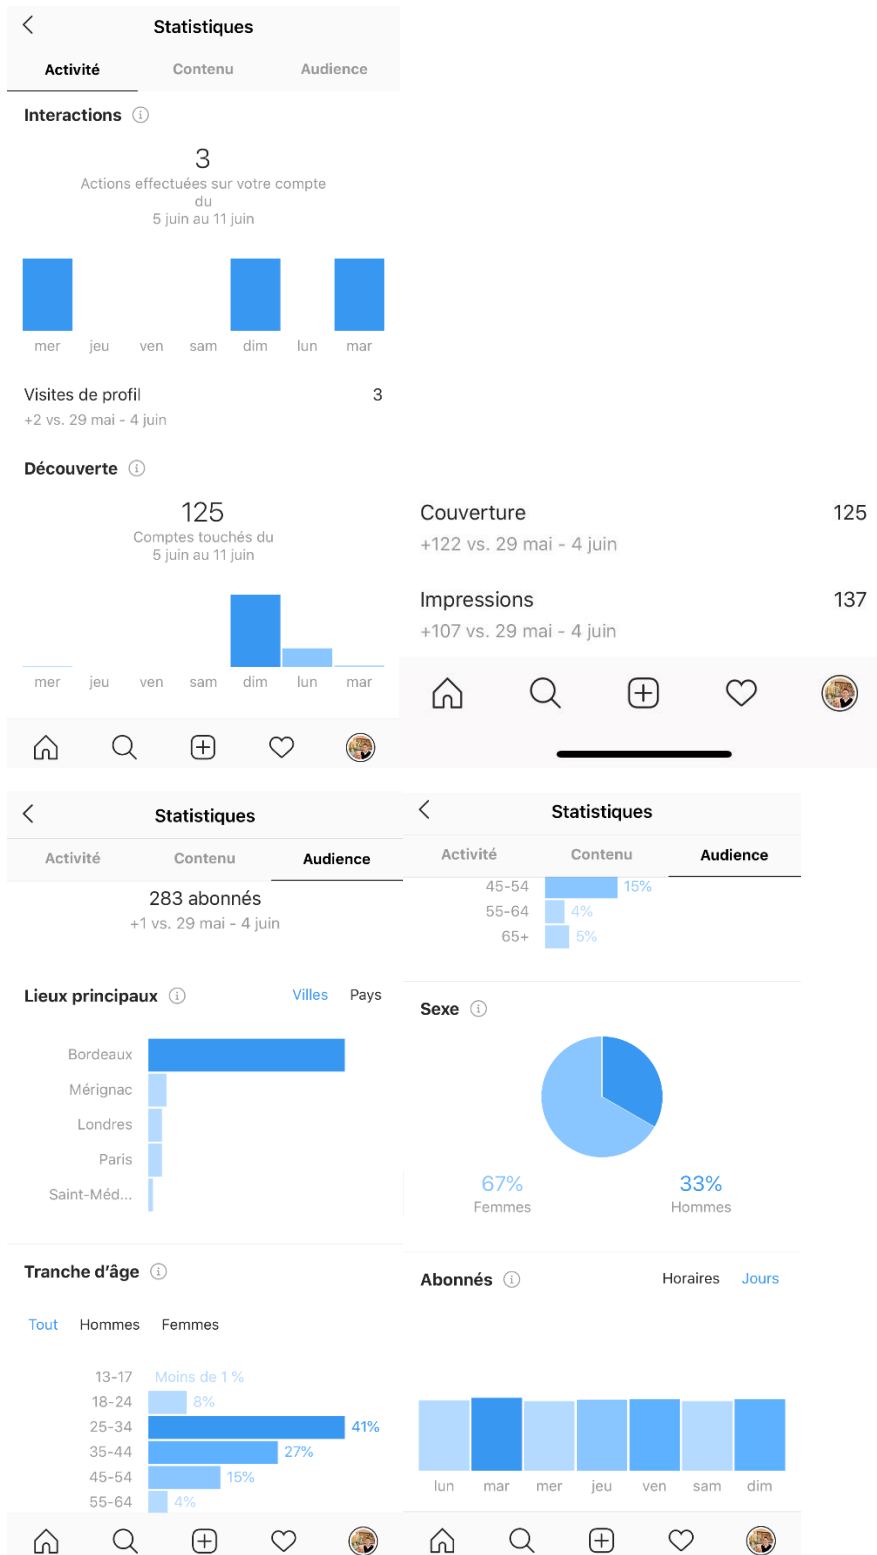 Statistiques
Activité Contenu Audience
Interactions
3
Actions effectuées sur votre compte
du
5 juin au 11 juin
mer jeu ven sam dim lun mar
Visites de profil 3
+2 vs. 29 mai - 4 juin
Découverte
125
Comptes touchés du
5 juin au 11 juin
mer jeu ven sam dim lun mar
Couverture 125
+122 vs. 29 mai - 4 juin
Impressions 137
+107 vs. 29 mai - 4 juin
Statistiques
Activité Contenu Audience
283 abonnés
+1 vs. 29 mai - 4 juin
Lieux principaux Villes Pays
Bordeaux
Mérignac
Londres
Paris
Saint-Méd...
Tranche d'âge
Tout Hommes Femmes
13-17 Moins de 1 %
18-24 8%
25-34 41%
35-44 27%
45-54 15%
55-64 4%
Statistiques
Activité Contenu Audience
45-54 15%
55-64 4%
65+ 5%
Sexe
67% 33%
Femmes Hommes
Abonnés Horaires Jours
lun mar mer jeu ven sam dim